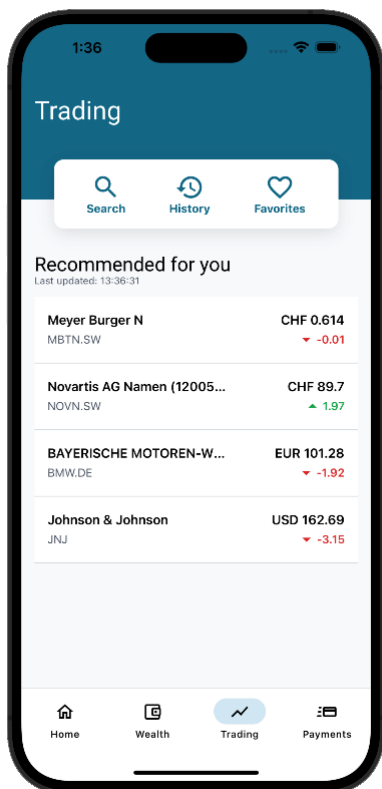 1:36
Trading
Search History Favorites
Recommended for you
Last updated: 13:36:31
Meyer Burger N CHF 0.614
MBTN.SW -0.01
Novartis AG Namen (12005... CHF 89.7
NOVN.SW 1.97
BAYERISCHE MOTOREN-W... EUR 101.28
BMW.DE -1.92
Johnson & Johnson USD 162.69
JNJ -3.15
Home Wealth Trading Payments